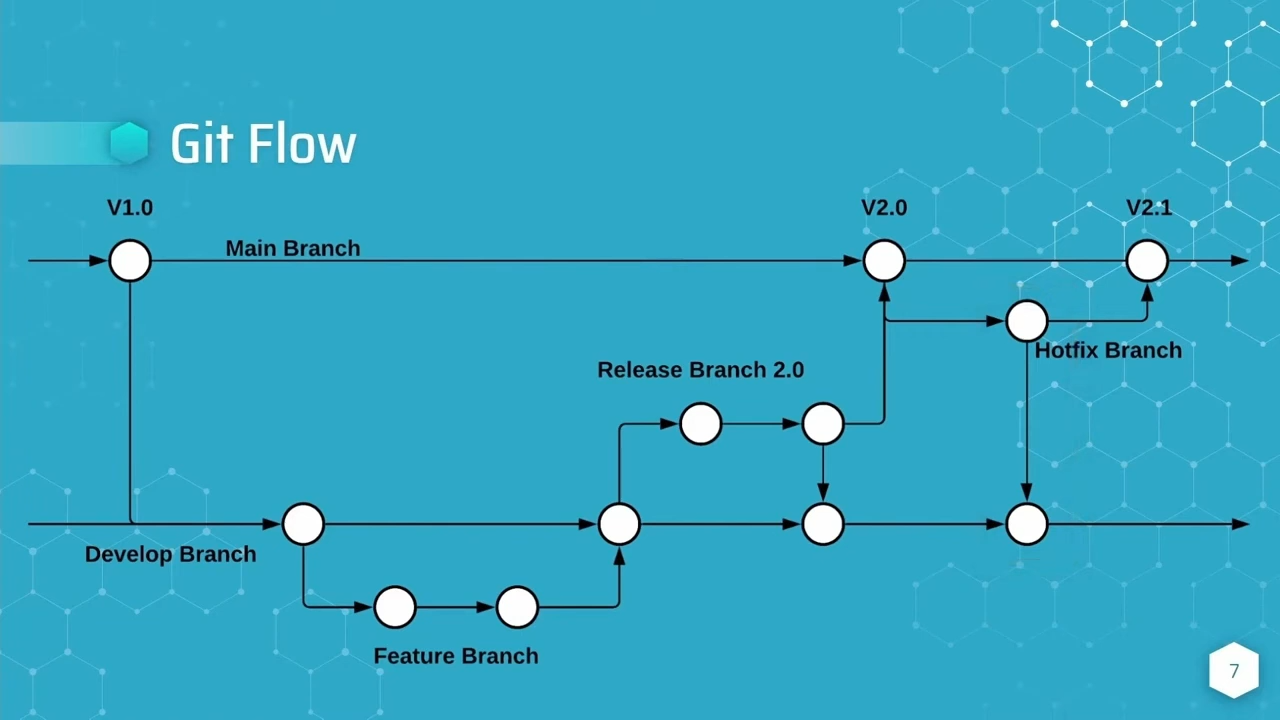 Git Flow
V1.0
V2.0
V2.1
Main Branch
Hotfix Branch
Release Branch 2.0
Develop Branch
Feature Branch
7